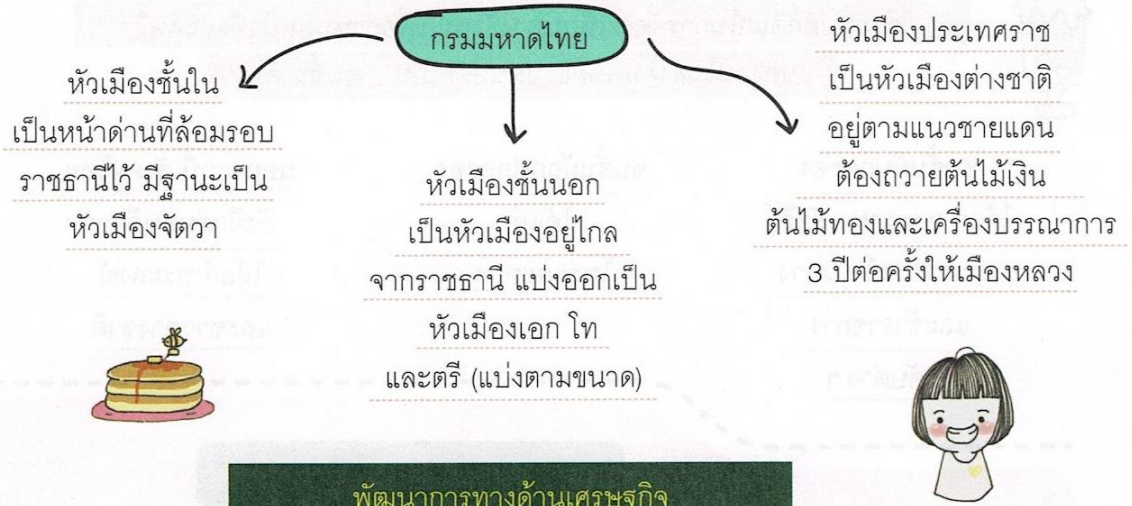 กรมมหาดไทย
หัวเมืองชั้นใน
เป็นหน้าด่านที่ล้อมรอบ
ราชธานีไว้ มีฐานะเป็น
หัวเมืองจัตวา
หัวเมืองชั้นนอก
เป็นหัวเมืองอยู่ไกล
จากราชธานี แบ่งออกเป็น
หัวเมืองเอก โท
และตรี (แบ่งตามขนาด)
หัวเมืองประเทศราช
เป็นหัวเมืองต่างชาติ
อยู่ตามแนวชายแดน
ต้องถวายต้นไม้เงิน
ต้นไม้ทองและเครื่องบรรณาการ
3 ปีต่อครั้งให้เมืองหลวง
พัฒนาการทางด้านเศรษฐกิจ